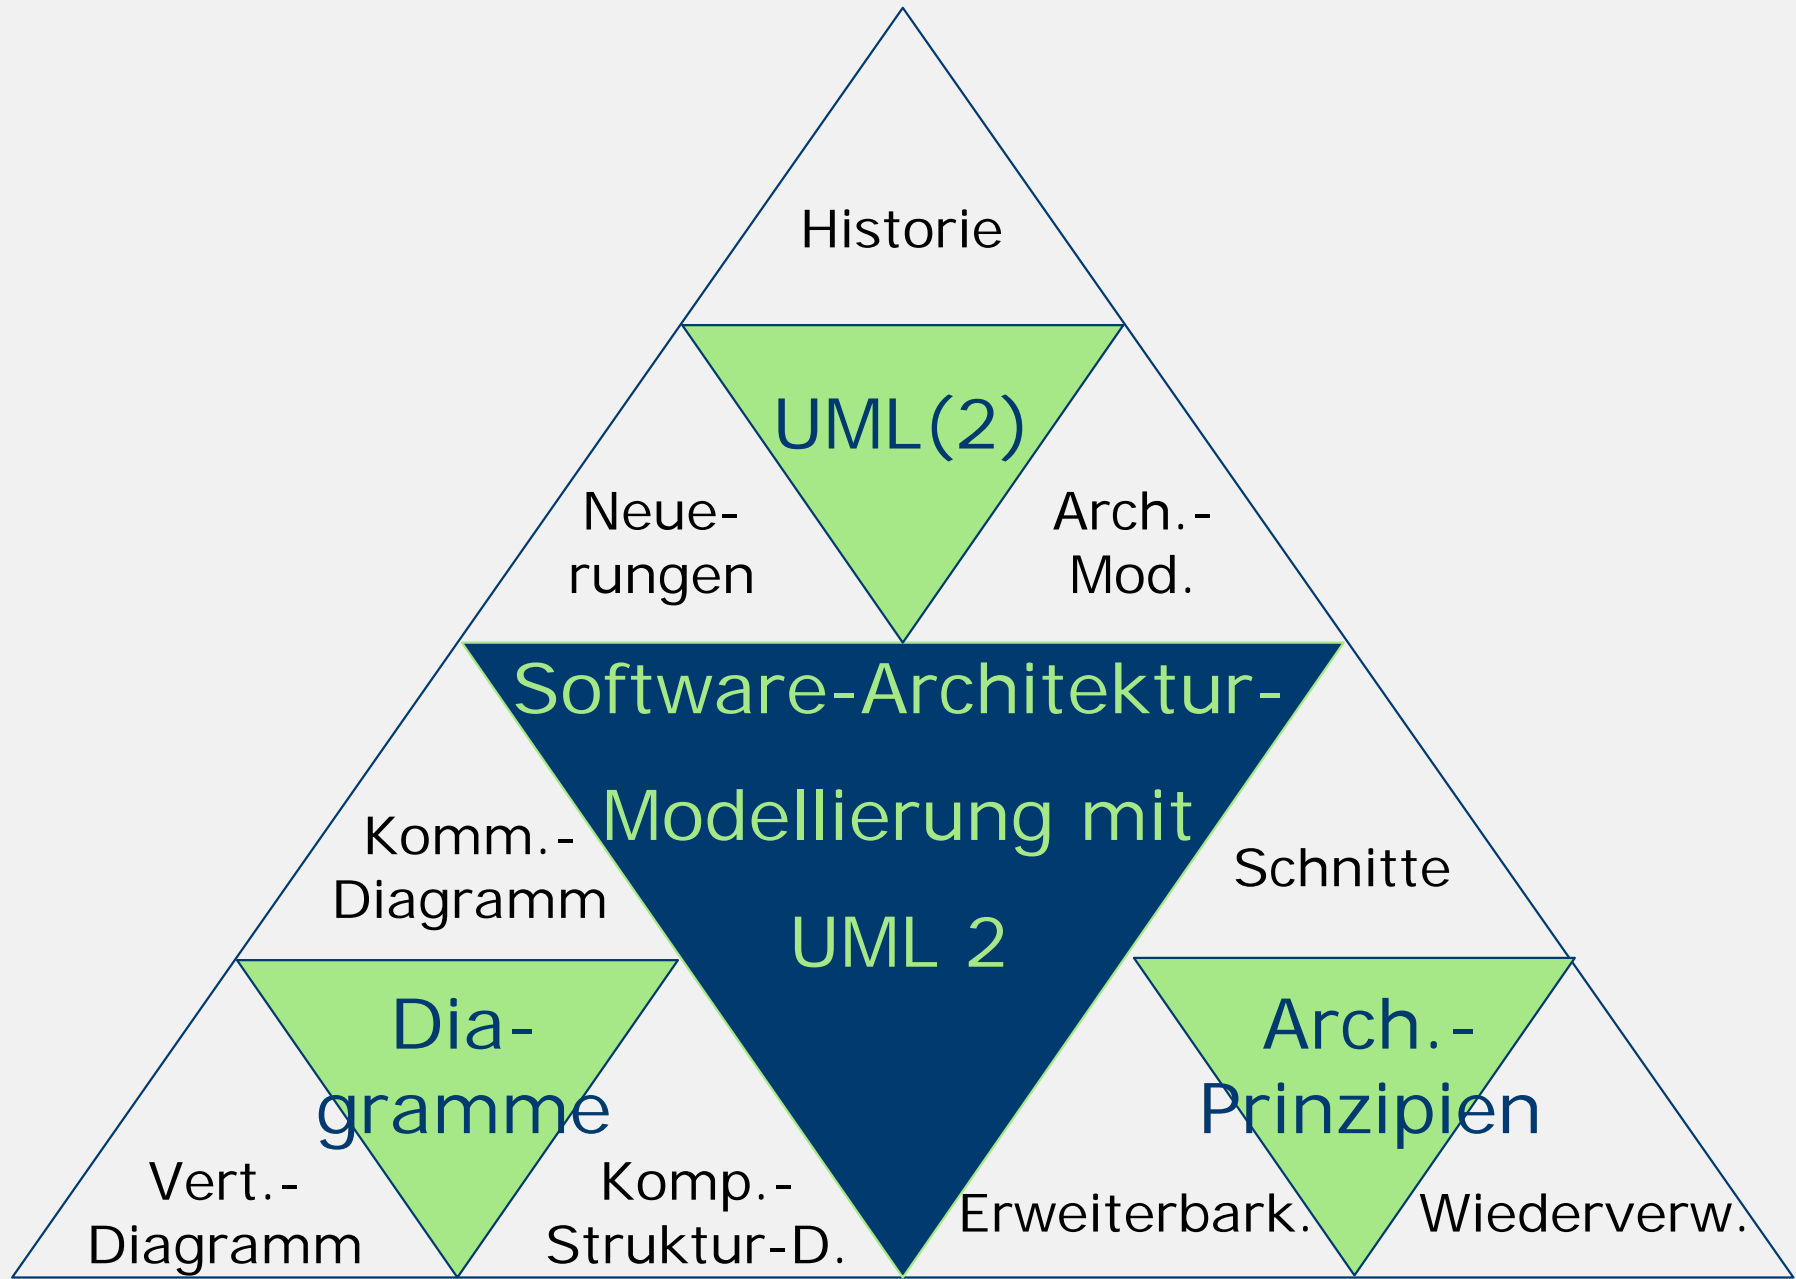 Historie
UML(2)
Neue-
rungen
Arch.-
Mod.
Software-Architektur-
Modellierung mit
UML 2
Komm.-
Diagramm
Schnitte
Dia-
gramme
Arch.-
Prinzipien
Vert.-
Diagramm
Komp.-
Struktur-D.
Erweiterbark.
Wiederverw.